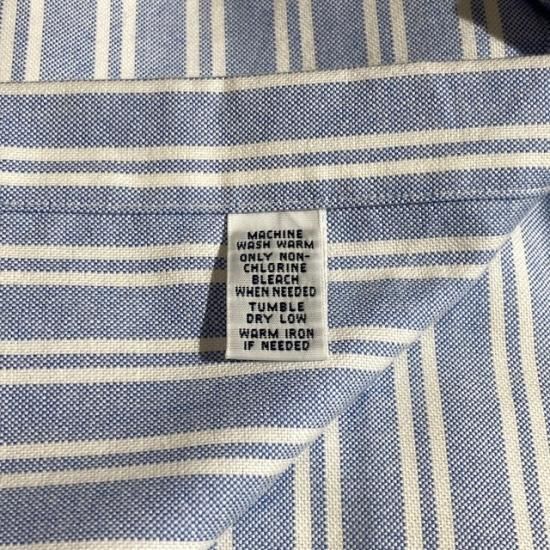 MACHINE
WASH WARM
ONLY NON-
CHLORINE
BLEACH
WHEN NEEDED
TUMBLE
DRY LOW
WARM IRON
IF NEEDED